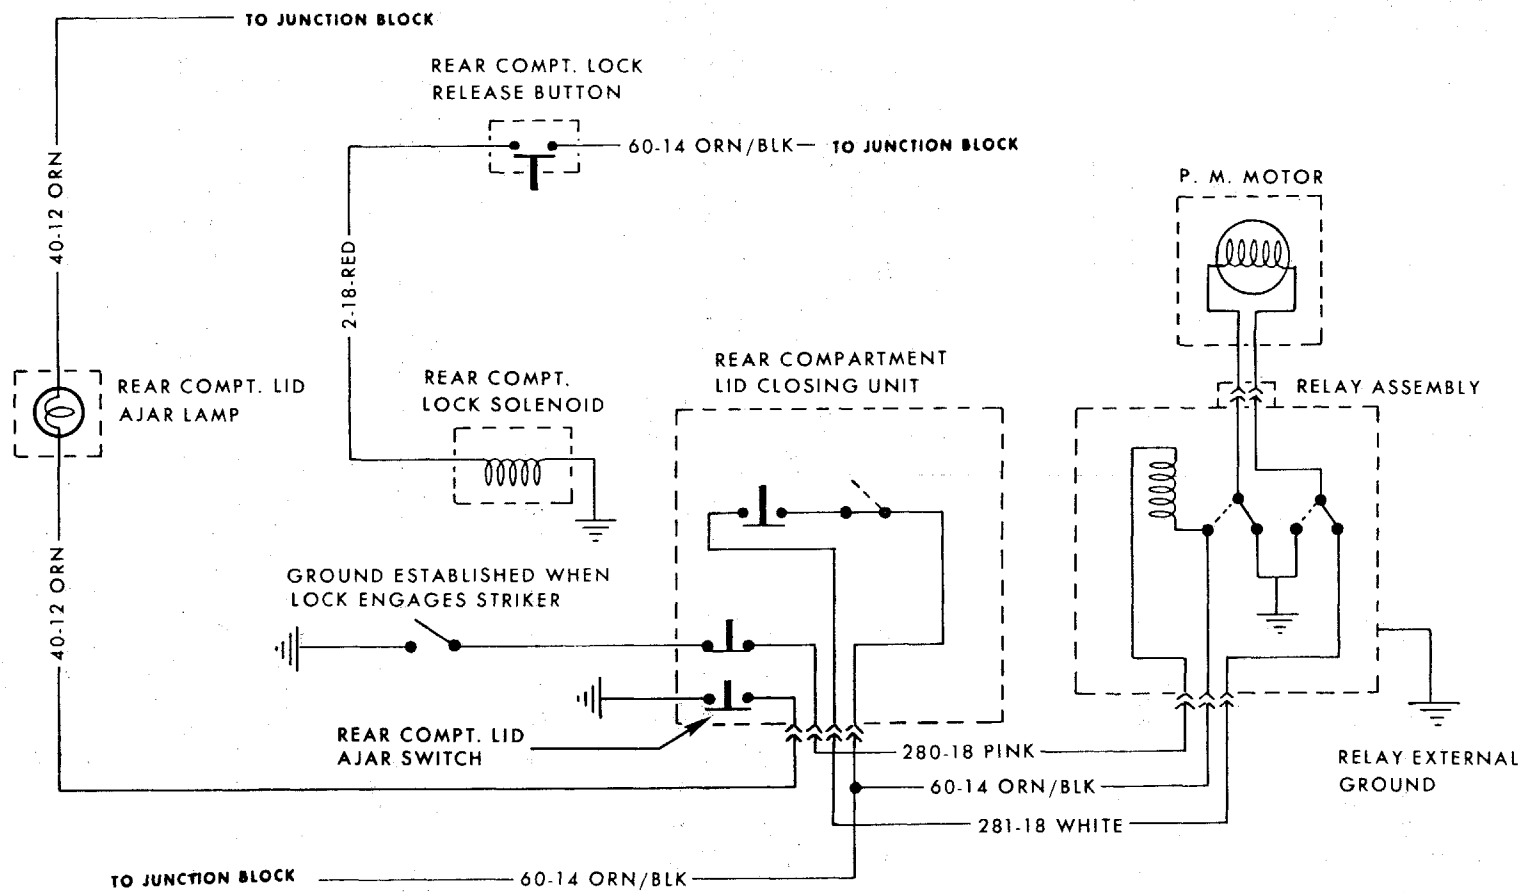 TO JUNCTION BLOCK
REAR COMPT. LOCK
RELEASE BUTTON
60-14 ORN/BLK
TO JUNCTION BLOCK
40-12 ORN
P. M. MOTOR
2-18-RED
REAR COMPT. LID
AJAR LAMP
REAR COMPT.
LOCK SOLENOID
REAR COMPARTMENT
LID CLOSING UNIT
RELAY ASSEMBLY
GROUND ESTABLISHED WHEN
LOCK ENGAGES STRIKER
40-12 ORN
REAR COMPT. LID
AJAR SWITCH
280-18 PINK
60-14 ORN/BLK
281-18 WHITE
RELAY EXTERNAL
GROUND
TO JUNCTION BLOCK
60-14 ORN/BLK